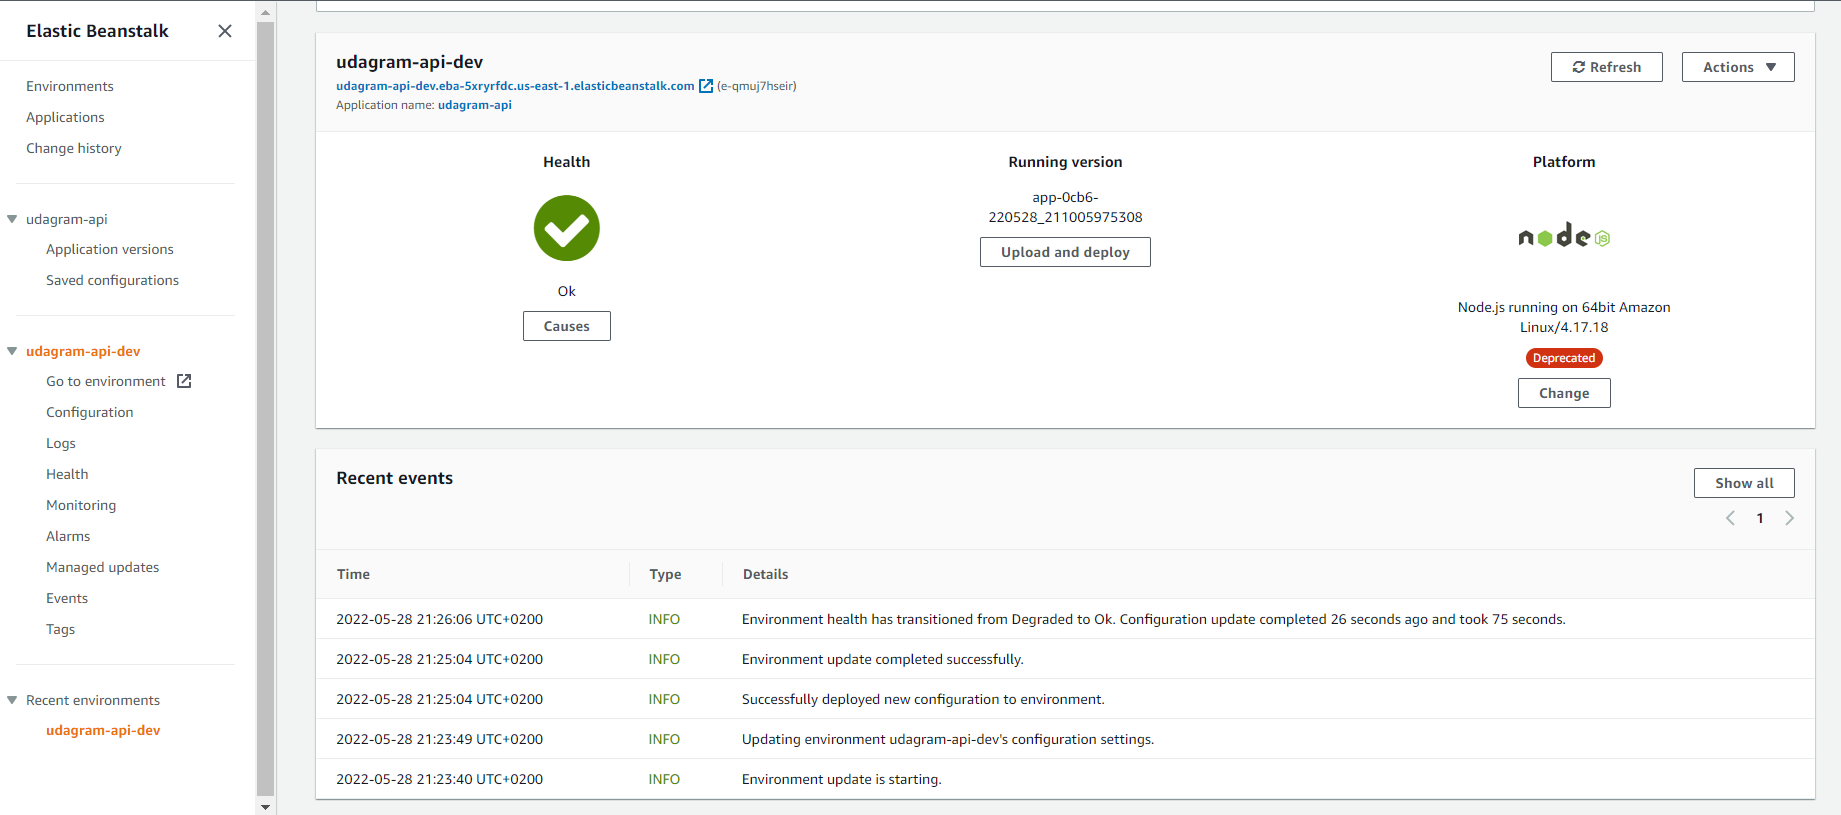 Elastic Beanstalk
Environments
Applications
Change history
udagram-api
Application versions
Saved configurations
udagram-api-dev
Go to environment
Configuration
Logs
Health
Monitoring
Alarms
Managed updates
Events
Tags
Recent environments
udagram-api-dev
udagram-api-dev
udagram-api-dev.eba-5xryrfdc.us-east-1.elasticbeanstalk.com (e-qmuj7hseir)
Application name: udagram-api
Refresh
Actions
Health
Ok
Causes
Running version
app-0cb6-
220528_211005975308
Upload and deploy
Platform
node JS
Node.js running on 64bit Amazon
Linux/4.17.18
Deprecated
Change
Recent events
Show all
1
Time Type Details
2022-05-28 21:26:06 UTC+0200 INFO Environment health has transitioned from Degraded to Ok. Configuration update completed 26 seconds ago and took 75 seconds.
2022-05-28 21:25:04 UTC+0200 INFO Environment update completed successfully.
2022-05-28 21:25:04 UTC+0200 INFO Successfully deployed new configuration to environment.
2022-05-28 21:23:49 UTC+0200 INFO Updating environment udagram-api-dev's configuration settings.
2022-05-28 21:23:40 UTC+0200 INFO Environment update is starting.